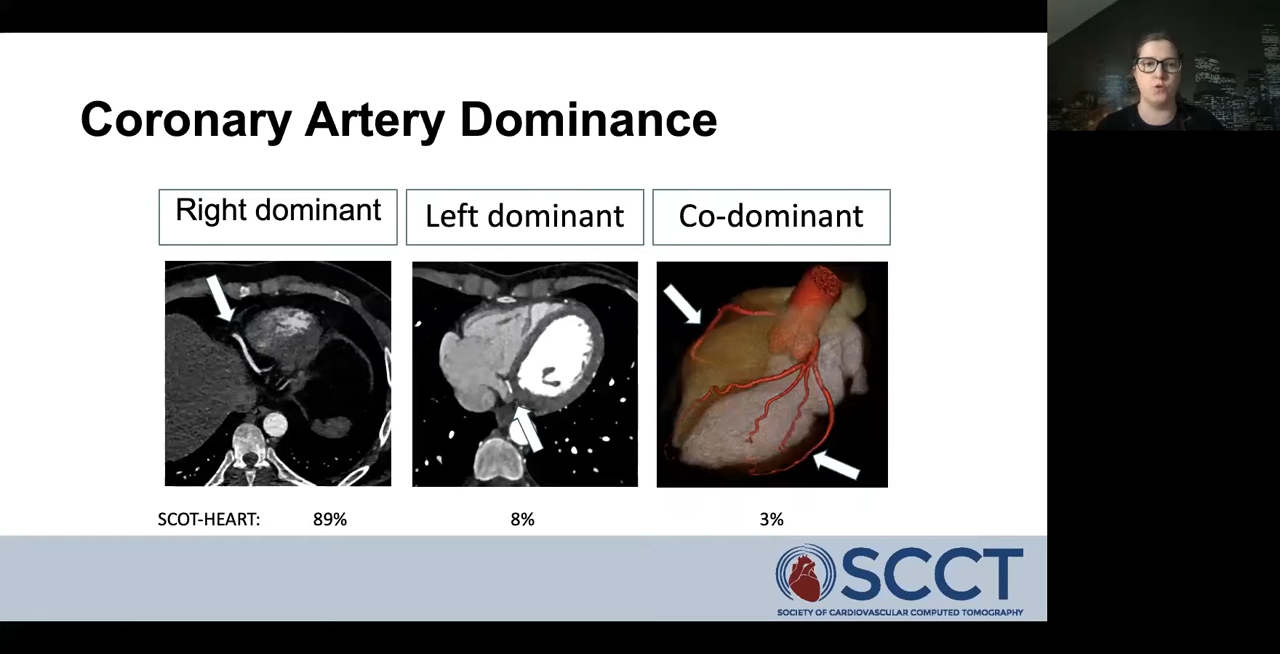 Coronary Artery Dominance
Right dominant
Left dominant
Co-dominant
SCOT-HEART:
89%
8%
3%
SCCT
SOCIETY OF CARDIOVASCULAR COMPUTED TOMOGRAPHY